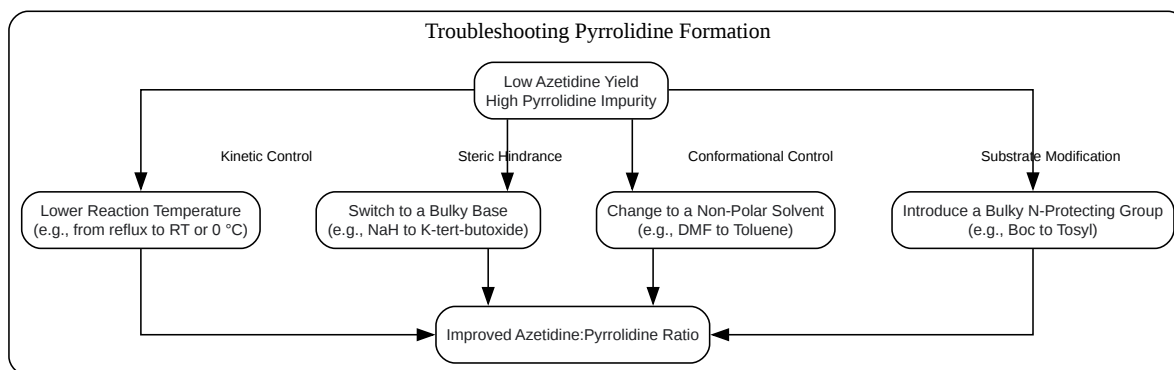 Troubleshooting Pyrrolidine Formation
Low Azetidine Yield
High Pyrrolidine Impurity
Kinetic Control
Steric Hindrance
Conformational Control
Substrate Modification
Lower Reaction Temperature
(e.g., from reflux to RT or 0 °C)
Switch to a Bulky Base
(e.g., NaH to K-tert-butoxide)
Change to a Non-Polar Solvent
(e.g., DMF to Toluene)
Introduce a Bulky N-Protecting Group
(e.g., Boc to Tosyl)
Improved Azetidine:Pyrrolidine Ratio